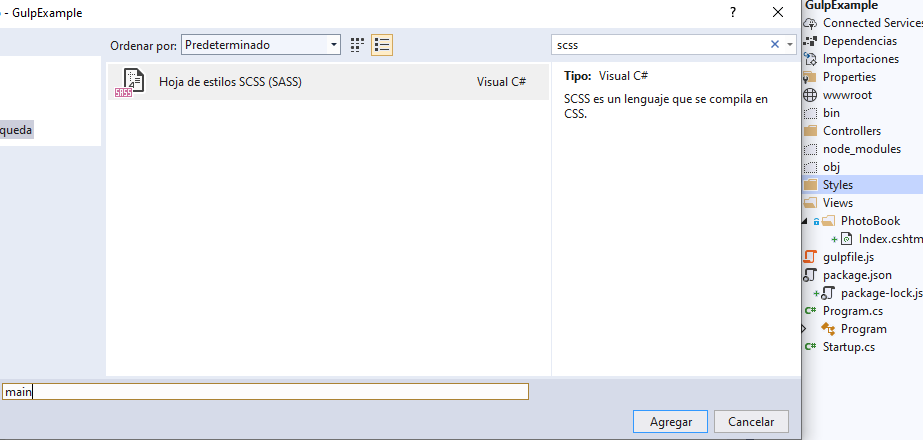 - GulpExample
?
Ordenar por: Predeterminado
scss
Hoja de estilos SCSS (SASS)
Visual C#
Tipo: Visual C#
SCSS es un lenguaje que se compila en
CSS.
queda
main
Agregar
Cancelar
GulpExample
Connected Services
Dependencias
Importaciones
Properties
wwwroot
bin
Controllers
node_modules
obj
Styles
Views
PhotoBook
Index.cshtm
gulpfile.js
package.json
package-lock.js
C# Program.cs
Program
C# Startup.cs